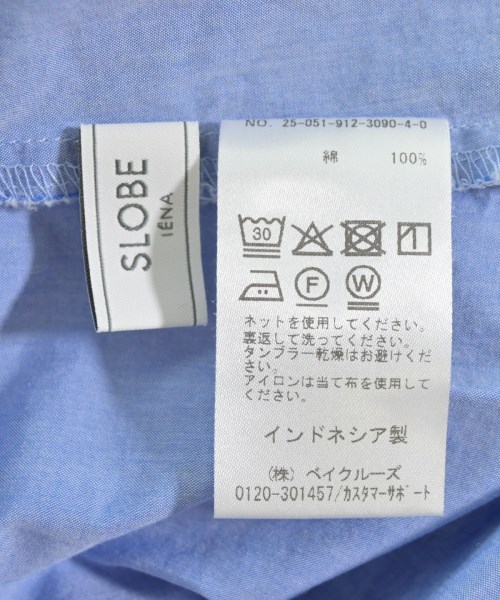 SLOBE
IÉNA
NO. 25-051-912-3090-4-0
綿 100%
30
1
F W
ネットを使用してください。
裏返して洗ってください。
タンブラー乾燥はお避けくだ
さい。
アイロンは当て布を使用して
ください。
インドネシア製
(株) ベイクルーズ
0120-301457/カスタマーサポート